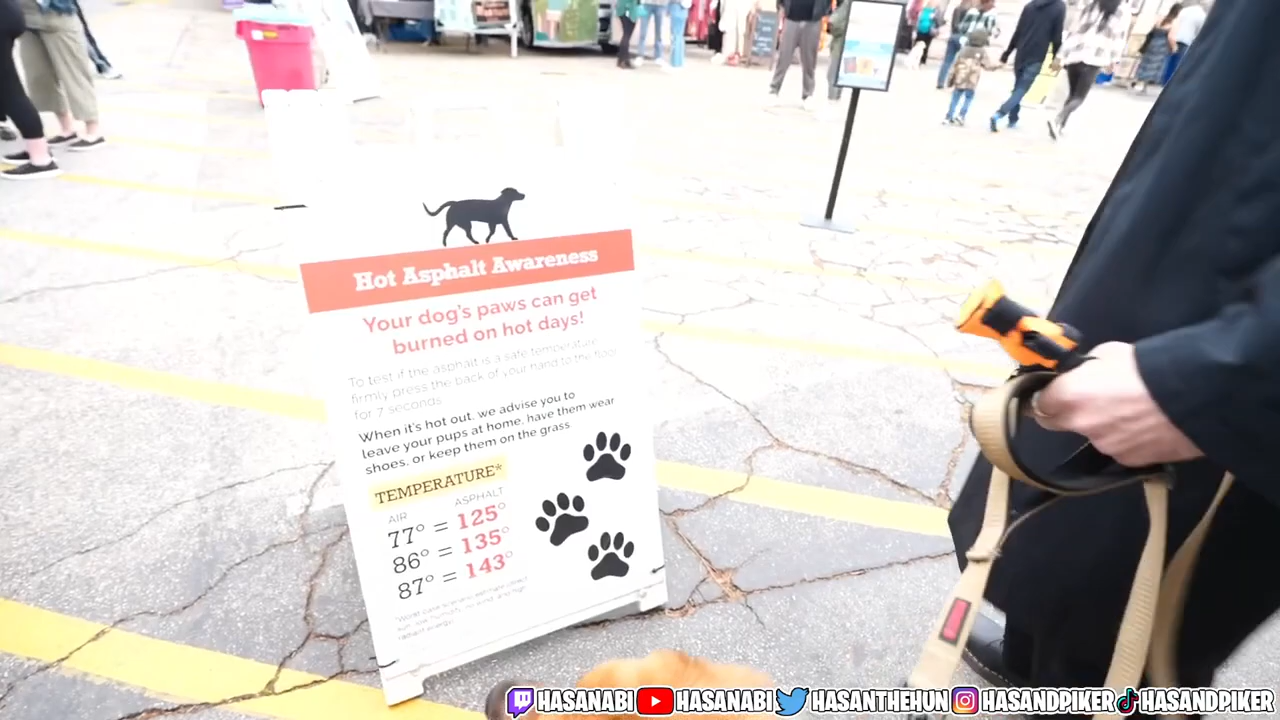 Hot Asphalt Awareness
Your dog's paws can get
burned on hot days!
To test if the asphalt is a safe temperature
firmly press the back of your hand to the floor
for 7 seconds
When it's hot out, we advise you to
leave your pups at home, have them wear
shoes, or keep them on the grass
TEMPERATURE*
AIR ASPHALT
77° = 125°
86° = 135°
87° = 143°
HASANABI HASANABI HASANTHEHUN HASANDPIKER HASANDPIKER